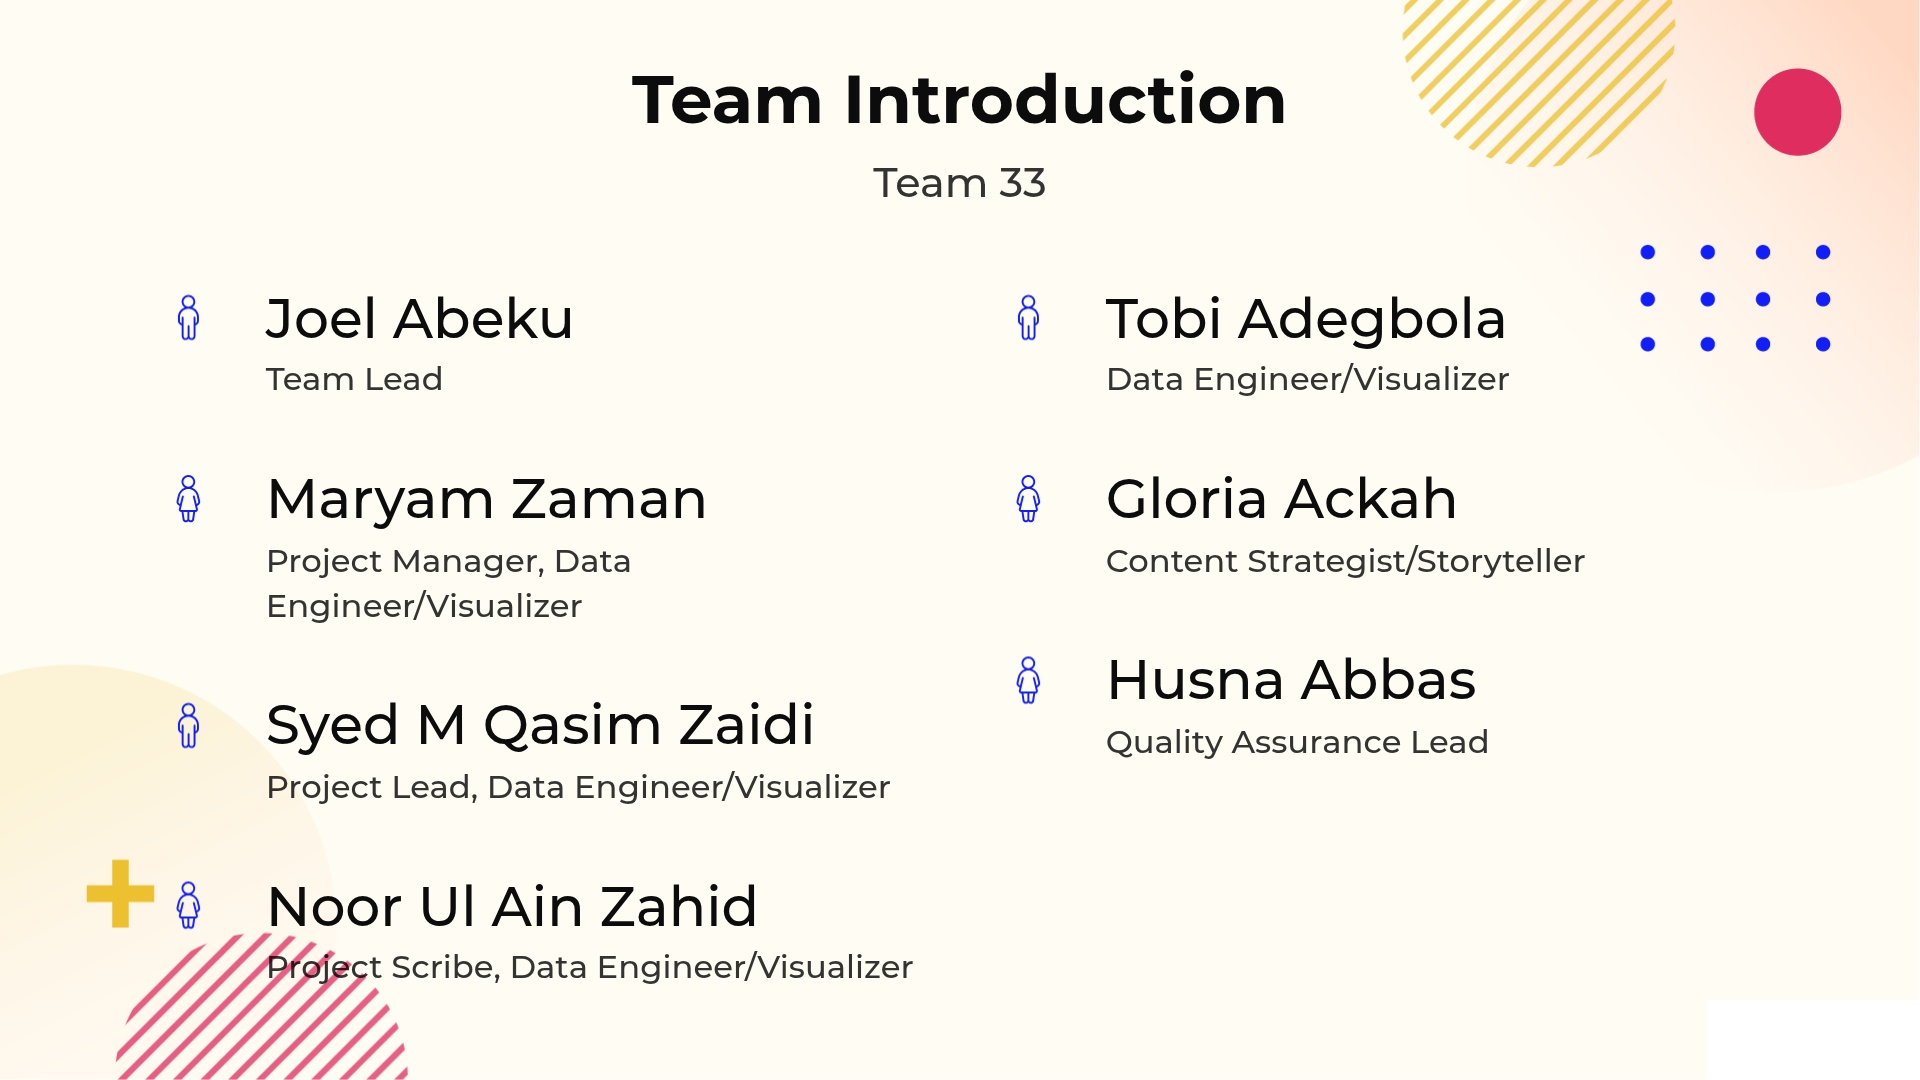 Team Introduction
Team 33
Joel Abeku
Team Lead
Maryam Zaman
Project Manager, Data
Engineer/Visualizer
Syed M Qasim Zaidi
Project Lead, Data Engineer/Visualizer
Noor Ul Ain Zahid
Project Scribe, Data Engineer/Visualizer
Tobi Adegbola
Data Engineer/Visualizer
Gloria Ackah
Content Strategist/Storyteller
Husna Abbas
Quality Assurance Lead